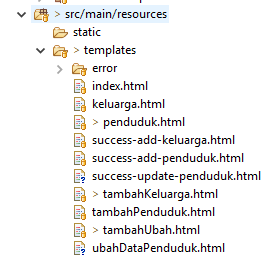 > src/main/resources
static
> templates
error
index.html
keluarga.html
> penduduk.html
success-add-keluarga.html
success-add-penduduk.html
success-update-penduduk.html
> tambahKeluarga.html
tambahPenduduk.html
> tambahUbah.html
ubahDataPenduduk.html